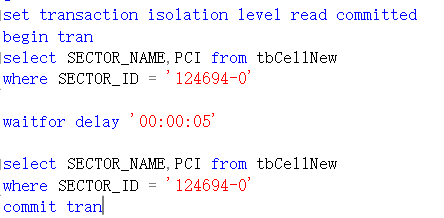 set transaction isolation level read committed
begin tran
select SECTOR_NAME,PCI from tbCellNew
where SECTOR_ID = '124694-0'
waitfor delay '00:00:05'
select SECTOR_NAME,PCI from tbCellNew
where SECTOR_ID = '124694-0'
commit tran